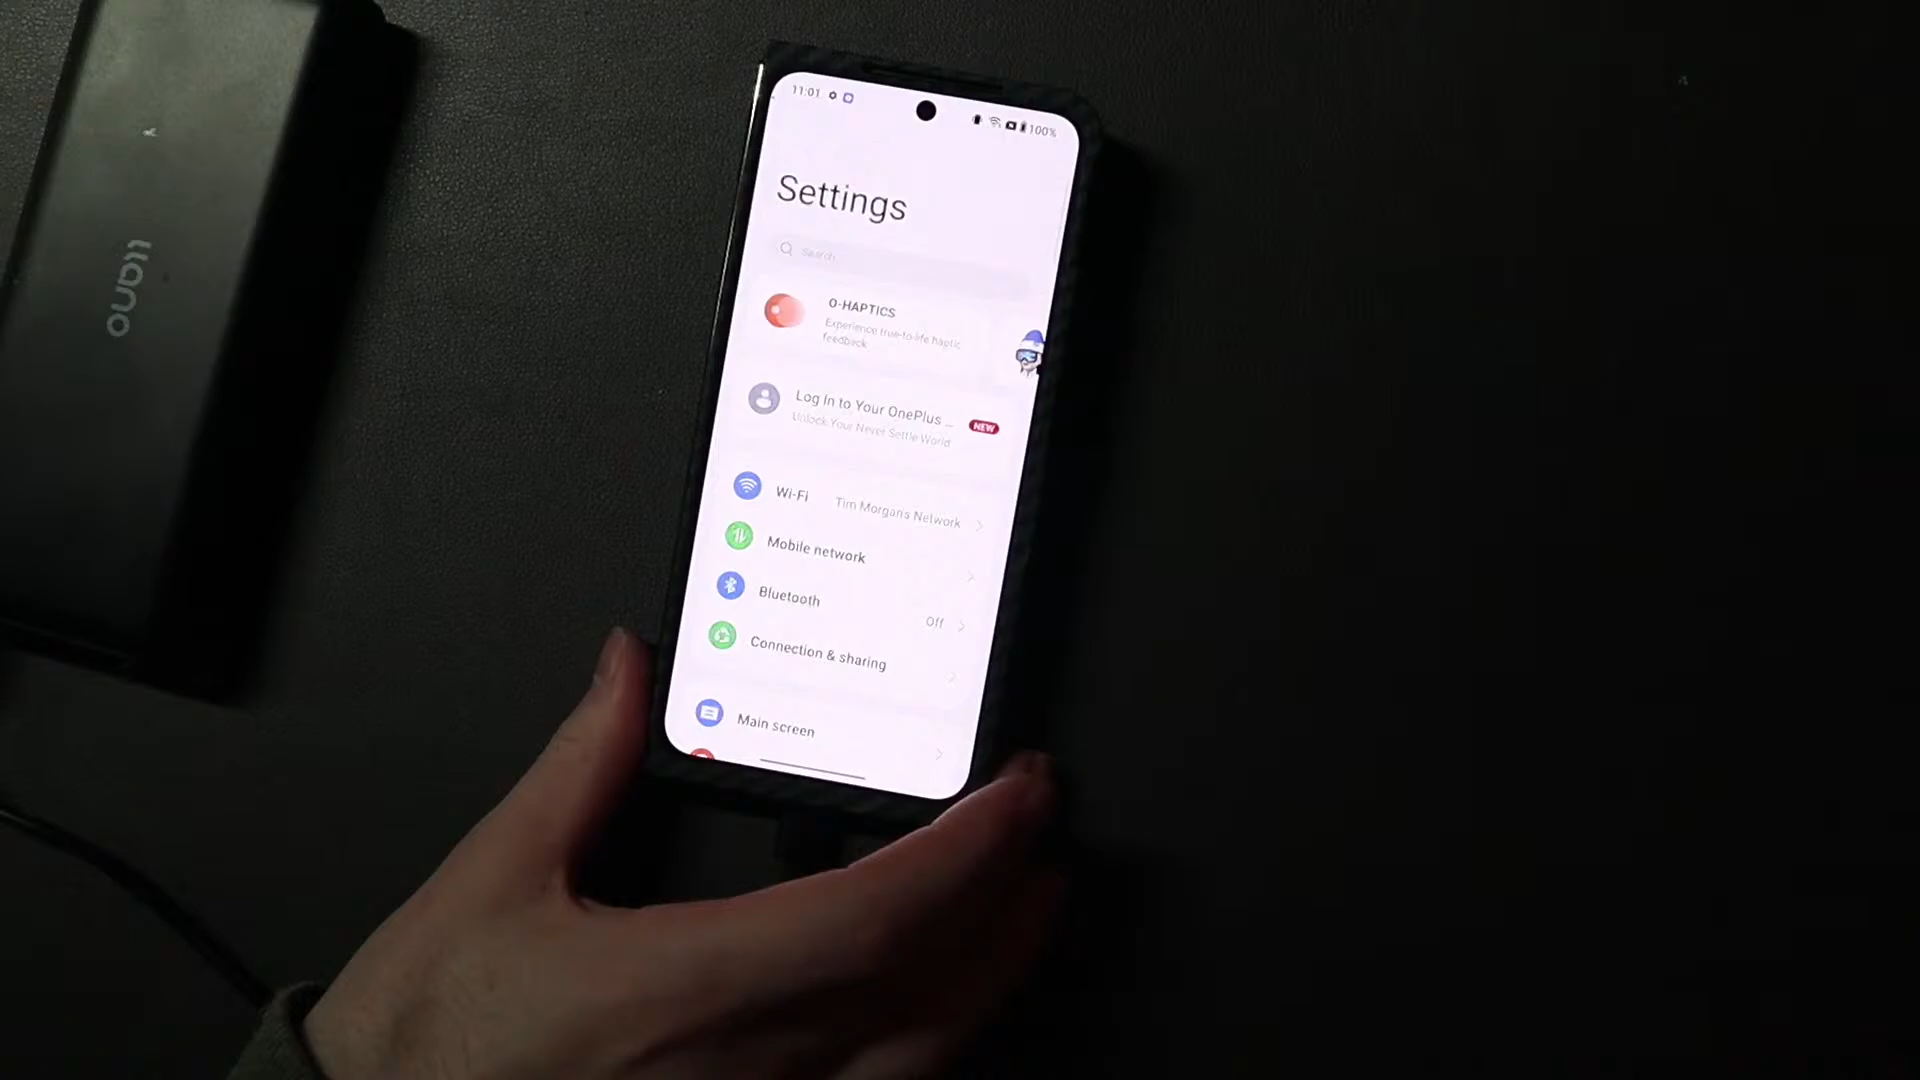 llano
11:01
100%
Settings
Search
O-HAPTICS
Experience true-to-life haptic
feedback
Log In to Your OnePlus ...
NEW
Unlock Your Never Settle World
Wi-Fi
Tim Morgan's Network
Mobile network
Bluetooth
Off
Connection & sharing
Main screen